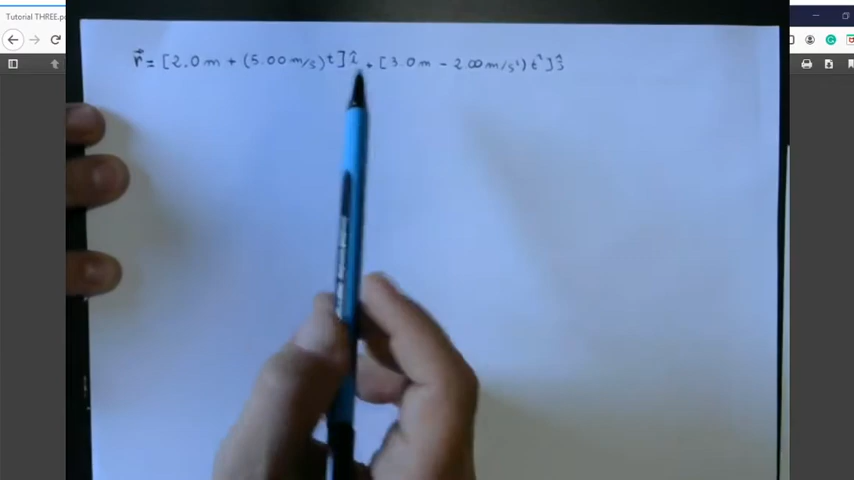 Tutorial THREE.p
r⃗ = [2.0 m + (5.00 m/s) t] î + [3.0 m - 2.00 m/s²) t²] ĵ